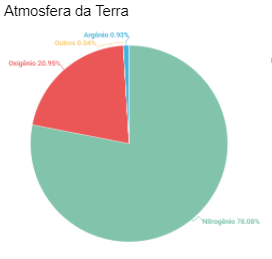 Atmosfera da Terra
Argônio 0.93%
Outros 0.04%
Oxigênio 20.95%
Nitrogênio 78.08%